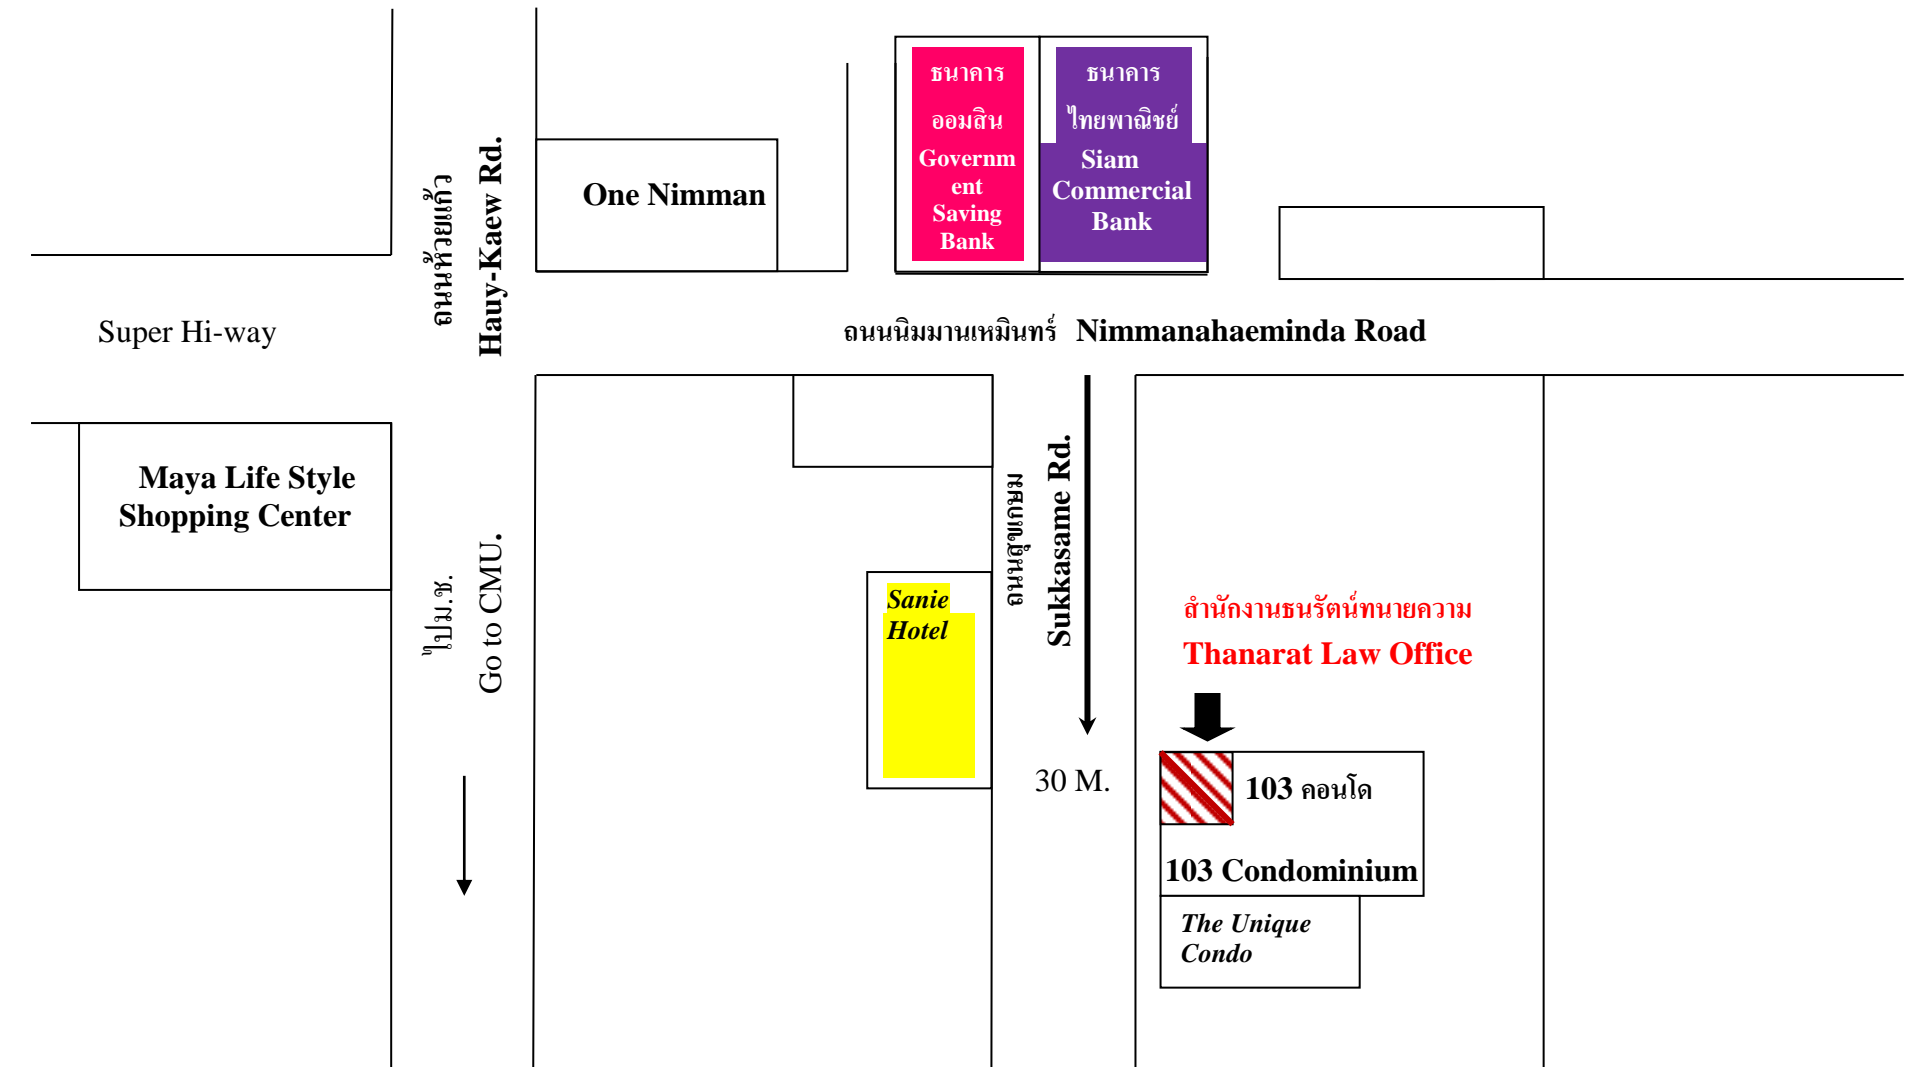 ธนาคาร
ออมสิน
Governm
ent
Saving
Bank
ธนาคาร
ไทยพาณิชย์
Siam
Commercial
Bank
ถนนห้วยแก้ว
Hauy-Kaew Rd.
One Nimman
Super Hi-way
ถนนนิมมานเหมินทร์ Nimmanahaeminda Road
Maya Life Style
Shopping Center
ไปม.ช.
Go to CMU.
ถนนสุขเกษม
Sukkasame Rd.
Sanie
Hotel
สำนักงานธนรัตน์ทนายความ
Thanarat Law Office
30 M.
103 คอนโด
103 Condominium
The Unique
Condo